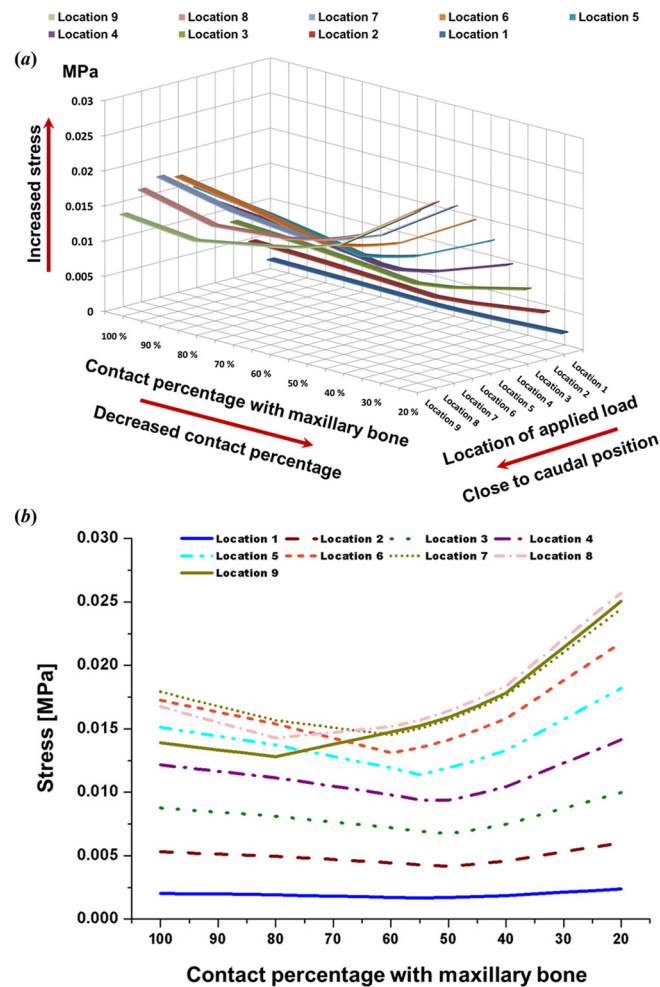 Location 9 Location 8 Location 7 Location 6 Location 5
Location 4 Location 3 Location 2 Location 1
(a)
MPa
0.03
0.025
0.02
0.015
0.01
0.005
0
Increased stress
100 %
90 %
80 %
70 %
60 %
50 %
40 %
30 %
20 %
Location 1
Location 2
Location 3
Location 4
Location 5
Location 6
Location 7
Location 8
Location 9
Contact percentage with maxillary bone
Decreased contact percentage
Location of applied load
Close to caudal position
(b)
Location 1 Location 2 Location 3 Location 4
Location 5 Location 6 Location 7 Location 8
Location 9
0.030
0.025
0.020
0.015
0.010
0.005
0.000
Stress [MPa]
100 90 80 70 60 50 40 30 20
Contact percentage with maxillary bone